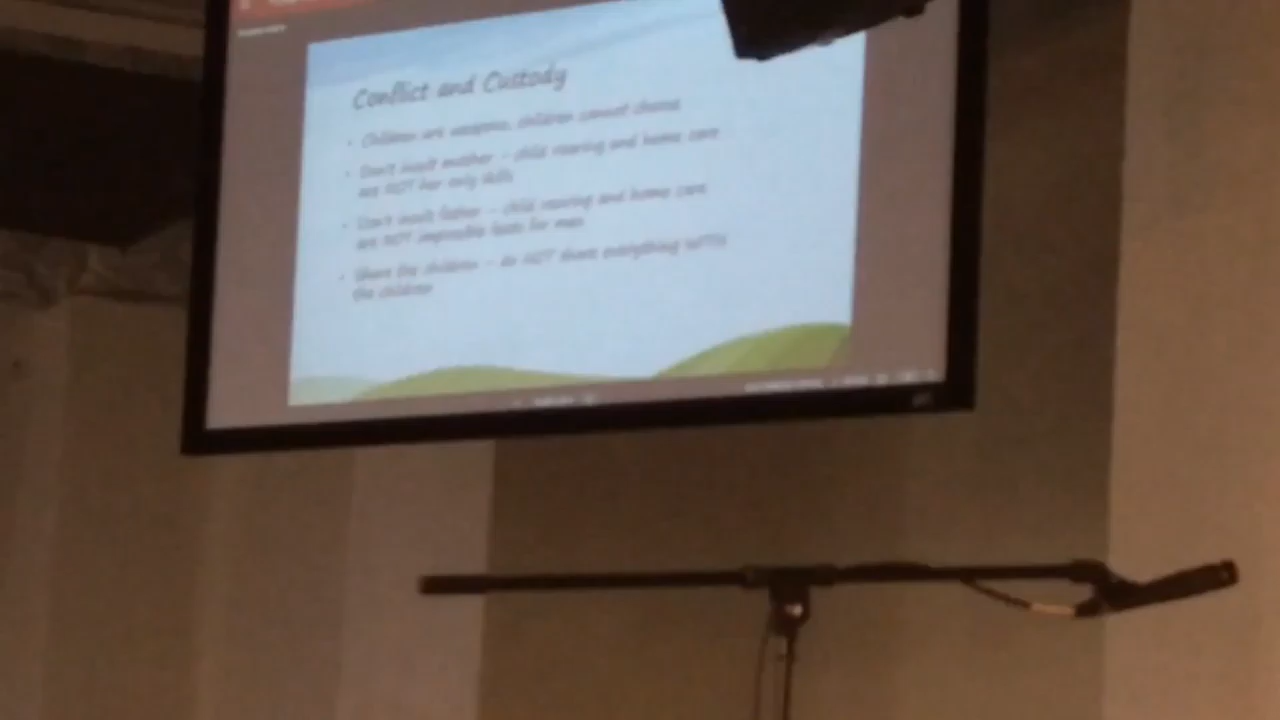 Conflict and Custody
• Children are weapons, children cannot choose
• Don't insult mother - child rearing and home care
are NOT her only skills
• Don't insult father - child rearing and home care
are NOT impossible tasks for men
• Share the children - do NOT share everything WITH
the children